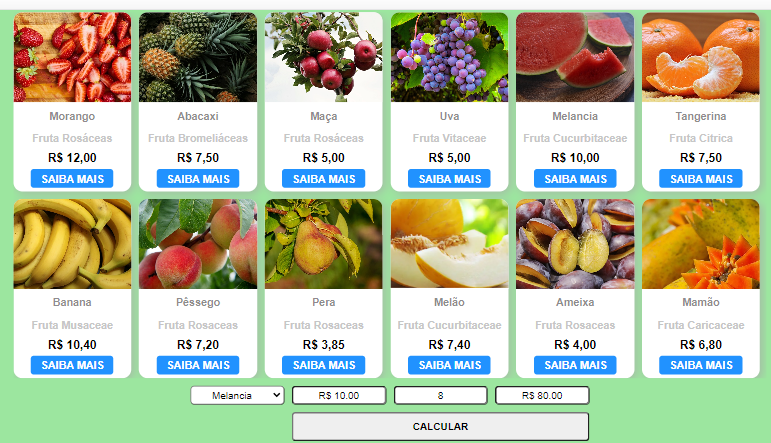 Morango
Fruta Rosáceas
R$ 12,00
SAIBA MAIS
Abacaxi
Fruta Bromeliáceas
R$ 7,50
SAIBA MAIS
Maça
Fruta Rosáceas
R$ 5,00
SAIBA MAIS
Uva
Fruta Vitaceae
R$ 5,00
SAIBA MAIS
Melancia
Fruta Cucurbitaceae
R$ 10,00
SAIBA MAIS
Tangerina
Fruta Citrica
R$ 7,50
SAIBA MAIS
Banana
Fruta Musaceae
R$ 10,40
SAIBA MAIS
Pêssego
Fruta Rosaceas
R$ 7,20
SAIBA MAIS
Pera
Fruta Rosaceas
R$ 3,85
SAIBA MAIS
Melão
Fruta Cucurbitaceae
R$ 7,40
SAIBA MAIS
Ameixa
Fruta Rosaceas
R$ 4,00
SAIBA MAIS
Mamão
Fruta Caricaceae
R$ 6,80
SAIBA MAIS
Melancia
R$ 10.00
8
R$ 80.00
CALCULAR